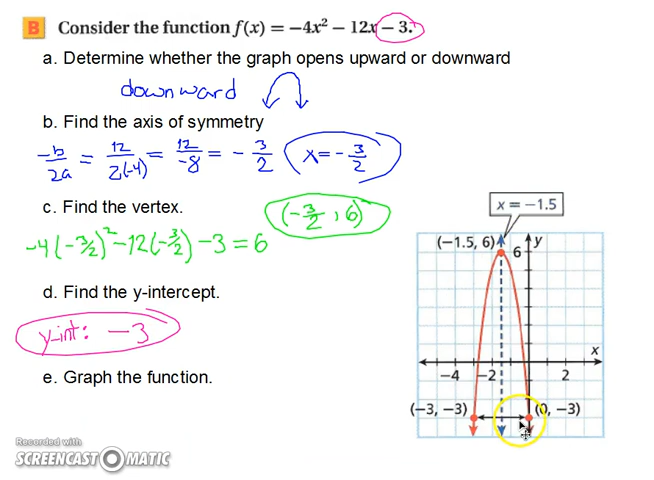 B Consider the function f(x) = −4x² − 12x − 3.
a. Determine whether the graph opens upward or downward
downward
b. Find the axis of symmetry
-b/2a = 12/2(-4) = 12/-8 = -3/2 x=-3/2
c. Find the vertex. (-3/2, 6)
-4(-3/2)² -12(-3/2) -3 = 6
d. Find the y-intercept.
y-int: -3
e. Graph the function.
x = −1.5
(−1.5, 6) 6 y
x
−4 −2 2
(−3, −3) (0, −3)
Recorded with
SCREENCAST-O-MATIC